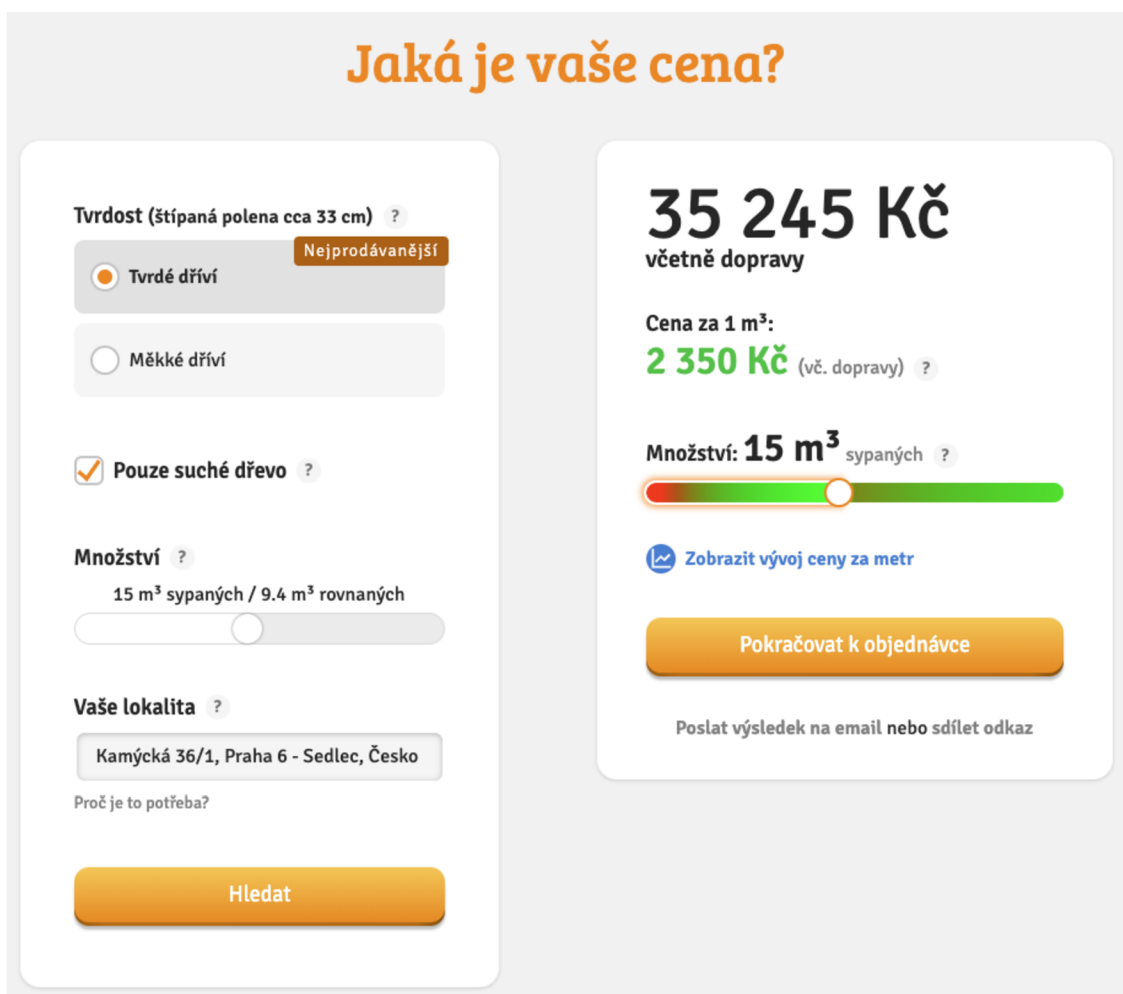 Jaká je vaše cena?
Tvrdost (štípaná polena cca 33 cm) ?
Nejprodávanější
Tvrdé dříví
Měkké dříví
Pouze suché dřevo ?
Množství ?
15 m³ sypaných / 9.4 m³ rovnaných
Vaše lokalita ?
Kamýcká 36/1, Praha 6 - Sedlec, Česko
Proč je to potřeba?
Hledat
35 245 Kč
včetně dopravy
Cena za 1 m³:
2 350 Kč (vč. dopravy) ?
Množství: 15 m³ sypaných ?
Zobrazit vývoj ceny za metr
Pokračovat k objednávce
Poslat výsledek na email nebo sdílet odkaz